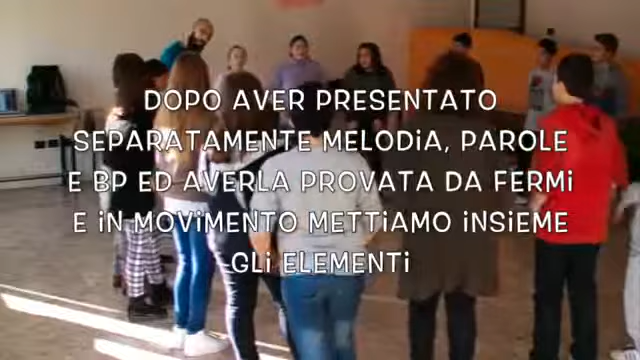 DOPO AVER PRESENTATO
SEPARATAMENTE MELODiA, PAROLE
E BP ED AVERLA PROVATA DA FERMi
E iN MOViMENTO METTiAMO iNSiEME
GLi ELEMENTi